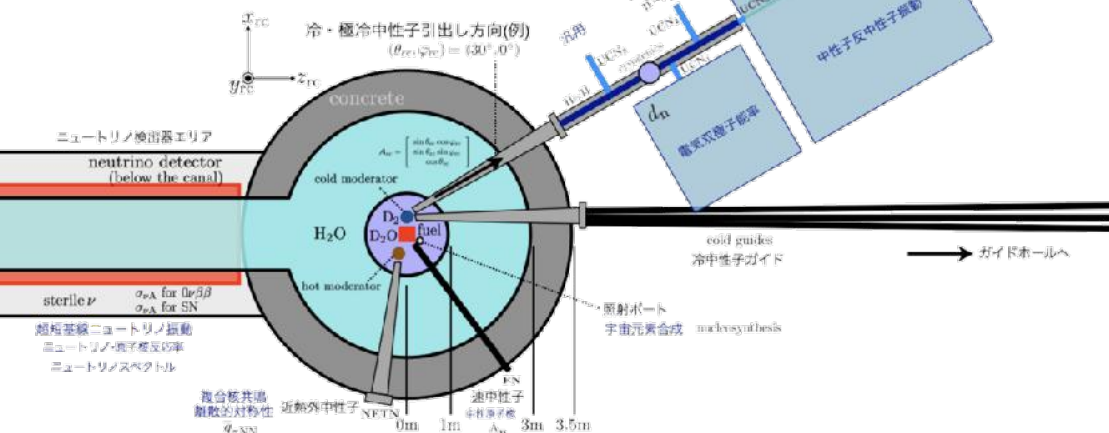 x_rc
y_rc
z_rc
冷・極冷中性子引出し方向(例)
(θ_rc, φ_rc) = (30°, 0°)
汎用
UCN
UCN
UCN
UCN
中性子反中性子振動
d_n
電気双極子能率
concrete
ニュートリノ検出器エリア
neutrino detector
(below the canal)
cold moderator
D₂
fuel
H₂O
D₂O
hot moderator
cold guides
冷中性子ガイド
ガイドホールへ
sterile ν
σ_νA for 0νββ
σ_νA for SN
超短基線ニュートリノ振動
ニュートリノ・原子核反応率
ニュートリノスペクトル
照射ポート
宇宙元素合成 nucleosynthesis
複合核共鳴
離散的対称性
近熱外中性子
NETN
FN
速中性子
0m
1m
3m
3.5m